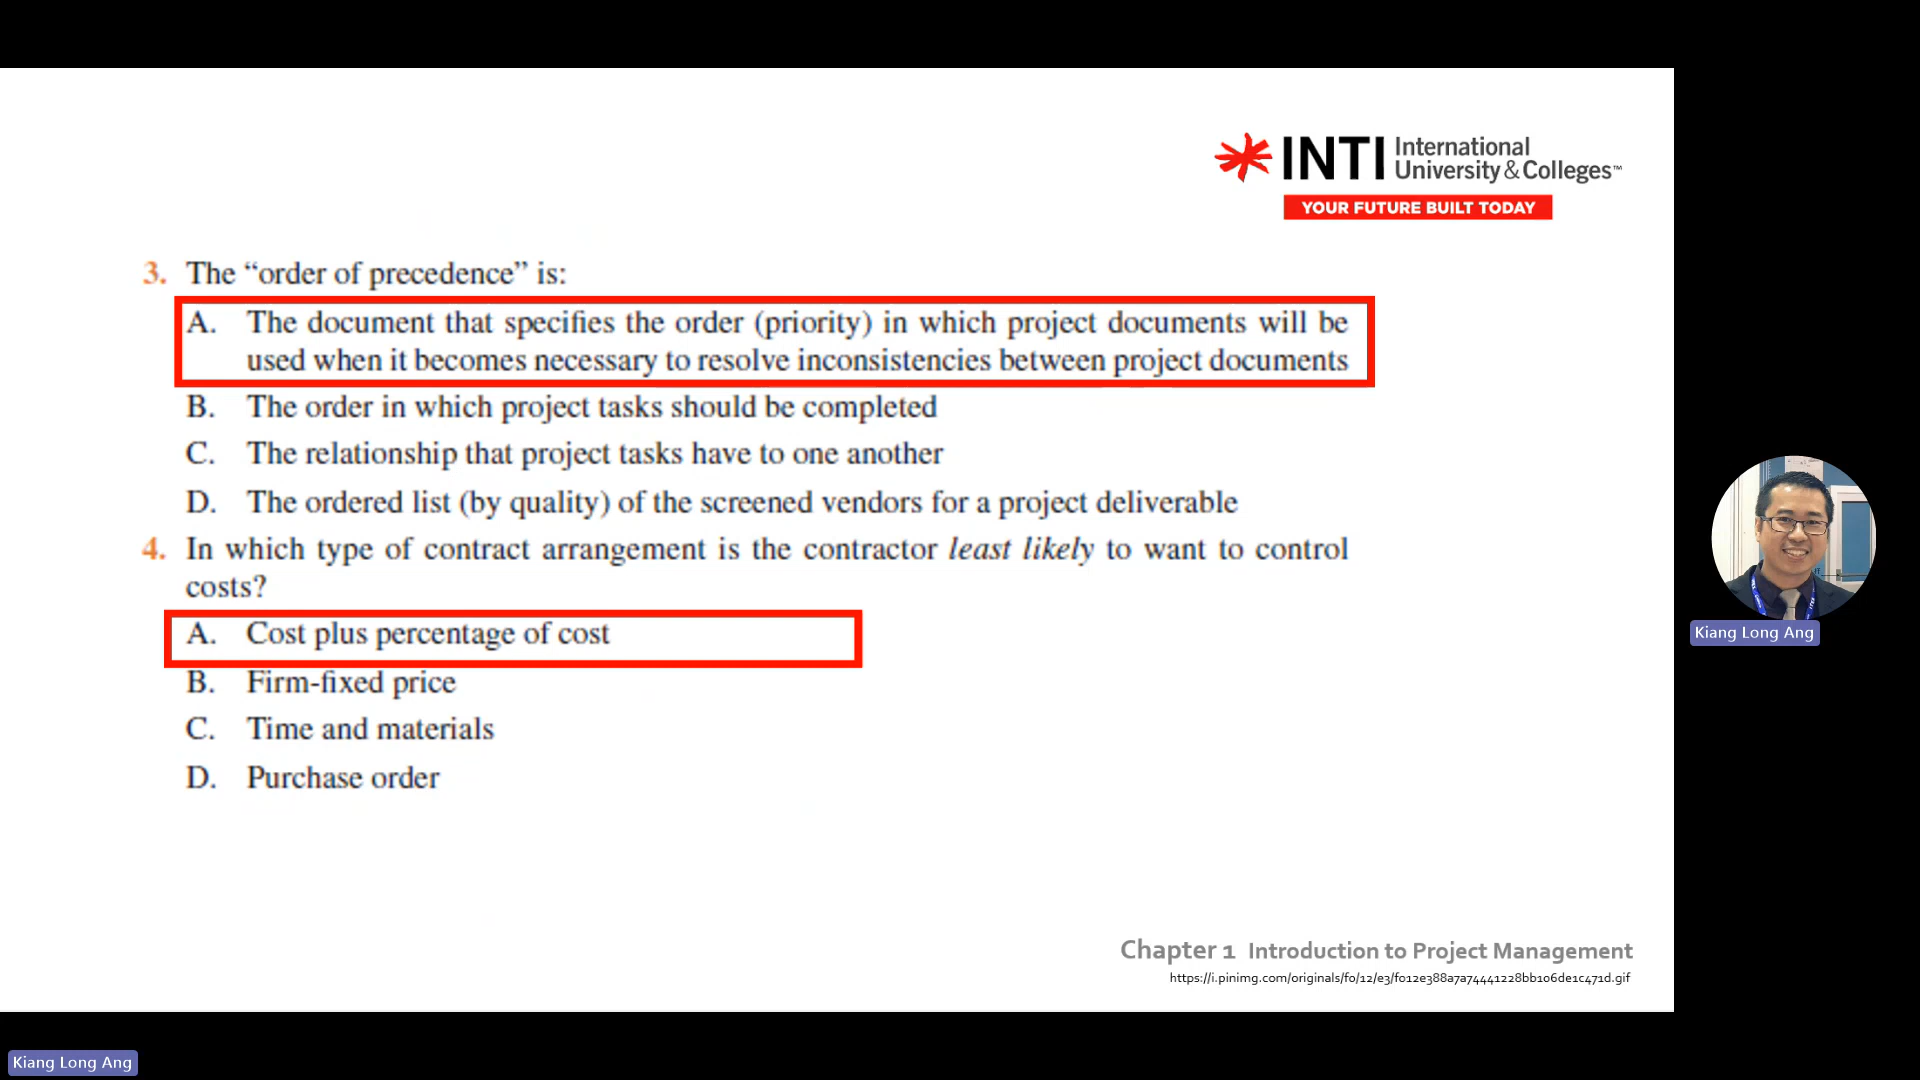 INTI International
University & Colleges™
YOUR FUTURE BUILT TODAY
3. The “order of precedence” is:
A. The document that specifies the order (priority) in which project documents will be
used when it becomes necessary to resolve inconsistencies between project documents
B. The order in which project tasks should be completed
C. The relationship that project tasks have to one another
D. The ordered list (by quality) of the screened vendors for a project deliverable
4. In which type of contract arrangement is the contractor least likely to want to control
costs?
A. Cost plus percentage of cost
B. Firm-fixed price
C. Time and materials
D. Purchase order
Kiang Long Ang
Chapter 1 Introduction to Project Management
https://i.pinimg.com/originals/f0/12/e3/f012e388a7a74441228bb106de1c471d.gif
Kiang Long Ang